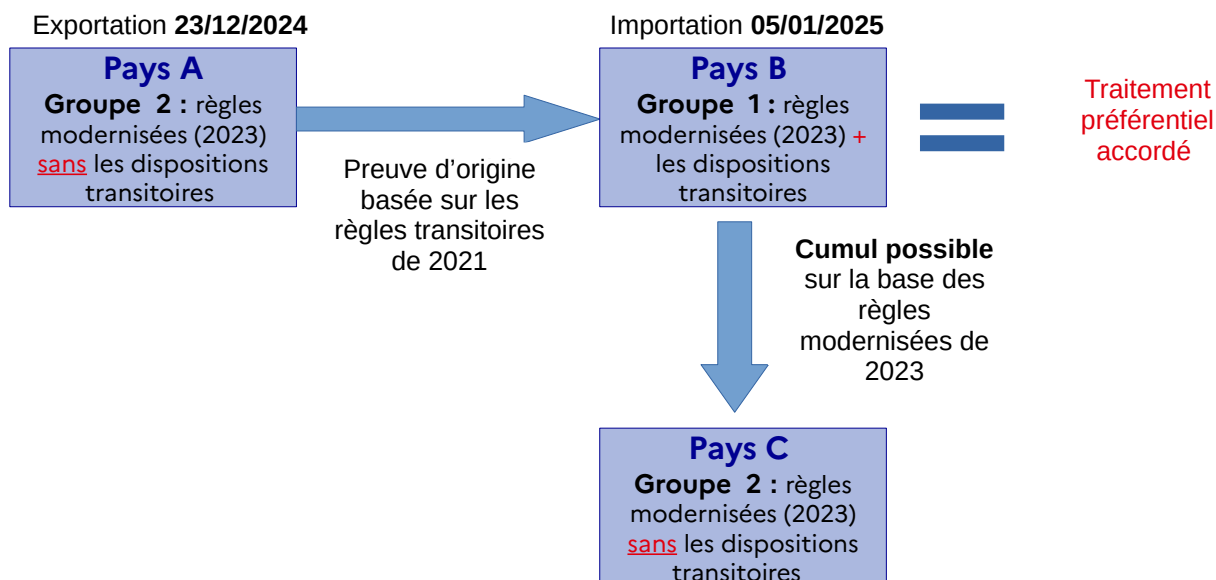 Exportation 23/12/2024
Importation 05/01/2025
Pays A
Groupe 2 : règles
modernisées (2023)
sans les dispositions
transitoires
Preuve d’origine
basée sur les
règles transitoires
de 2021
Pays B
Groupe 1 : règles
modernisées (2023) +
les dispositions
transitoires
Traitement
préférentiel
accordé
Cumul possible
sur la base des
règles
modernisées de
2023
Pays C
Groupe 2 : règles
modernisées (2023)
sans les dispositions
transitoires